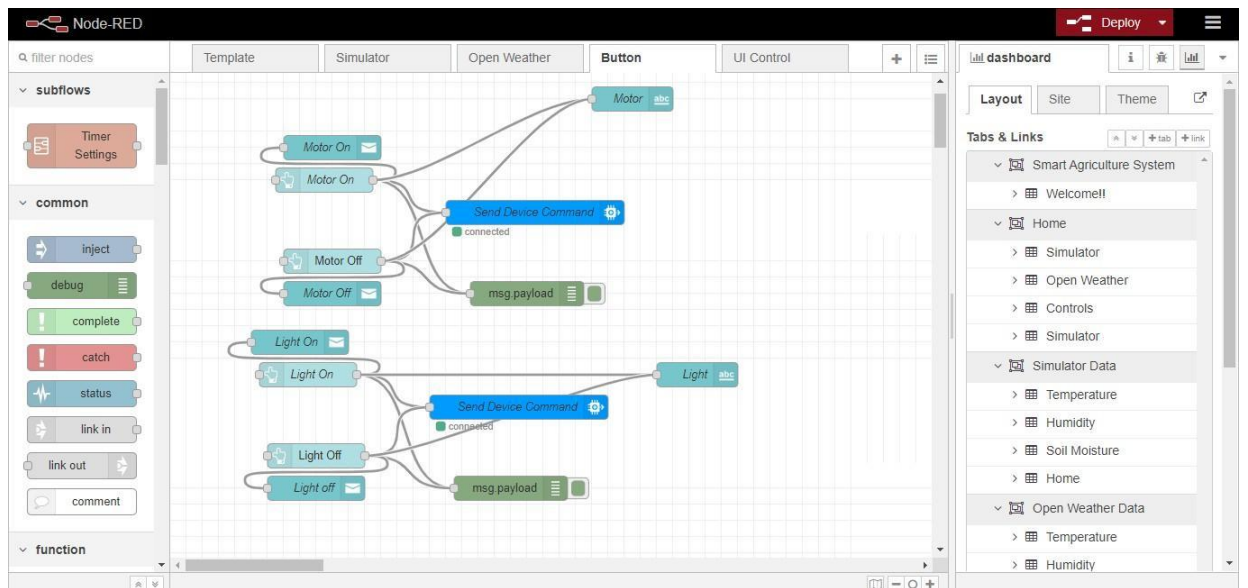 Node-RED
Deploy
filter nodes
subflows
Timer
Settings
common
inject
debug
complete
catch
status
link in
link out
comment
function
Template
Simulator
Open Weather
Button
UI Control
Motor
abc
Motor On
Motor On
Send Device Command
connected
Motor Off
Motor Off
msg.payload
Light On
Light On
Light
abc
Send Device Command
connected
Light Off
Light off
msg.payload
dashboard
i
Layout
Site
Theme
Tabs & Links
+ tab
+ link
Smart Agriculture System
Welcome!!
Home
Simulator
Open Weather
Controls
Simulator
Simulator Data
Temperature
Humidity
Soil Moisture
Home
Open Weather Data
Temperature
Humidity